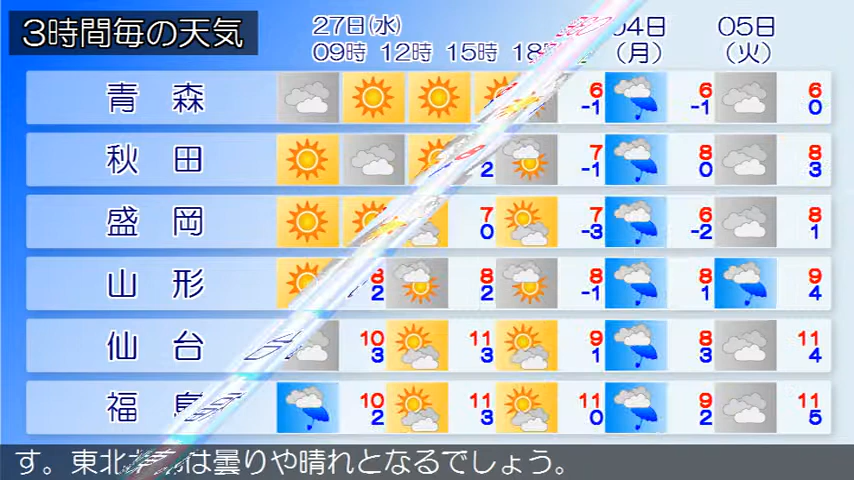 3時間毎の天気
27日(水) 04日 05日
09時 12時 15時 (月) (火)
青森 6 6 6
-1 -1 0
秋田 7 8 8
2 -1 0 3
盛岡 7 7 6 8
0 -3 -2 1
山形 8 8 8 8 9
2 2 -1 1 4
仙台 10 11 9 8 11
3 3 1 3 4
福島 10 11 11 9 11
2 3 0 2 5
す。東北は曇りや晴れとなるでしょう。